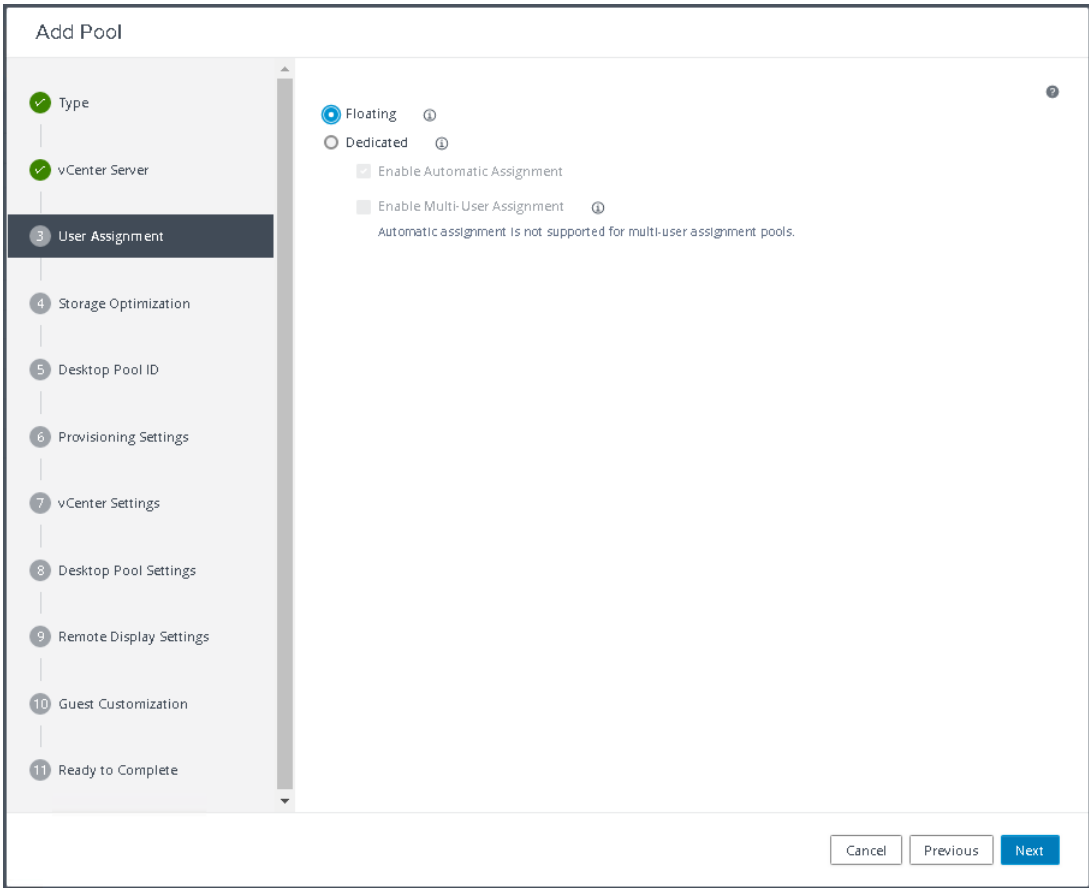 Add Pool
Type
vCenter Server
3 User Assignment
4 Storage Optimization
5 Desktop Pool ID
6 Provisioning Settings
7 vCenter Settings
8 Desktop Pool Settings
9 Remote Display Settings
10 Guest Customization
11 Ready to Complete
?
Floating i
Dedicated i
Enable Automatic Assignment
Enable Multi-User Assignment i
Automatic assignment is not supported for multi-user assignment pools.
Cancel Previous Next